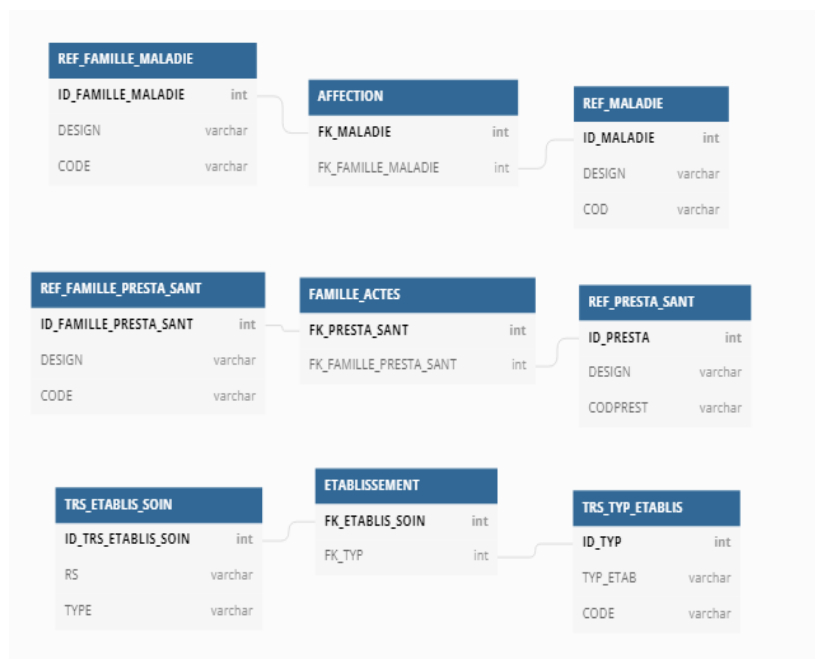 REF_FAMILLE_MALADIE
ID_FAMILLE_MALADIE int
DESIGN varchar
CODE varchar
AFFECTION
FK_MALADIE int
FK_FAMILLE_MALADIE int
REF_MALADIE
ID_MALADIE int
DESIGN varchar
COD varchar
REF_FAMILLE_PRESTA_SANT
ID_FAMILLE_PRESTA_SANT int
DESIGN varchar
CODE varchar
FAMILLE_ACTES
FK_PRESTA_SANT int
FK_FAMILLE_PRESTA_SANT int
REF_PRESTA_SANT
ID_PRESTA int
DESIGN varchar
CODPREST varchar
TRS_ETABLIS_SOIN
ID_TRS_ETABLIS_SOIN int
RS varchar
TYPE varchar
ETABLISSEMENT
FK_ETABLIS_SOIN int
FK_TYP int
TRS_TYP_ETABLIS
ID_TYP int
TYP_ETAB varchar
CODE varchar